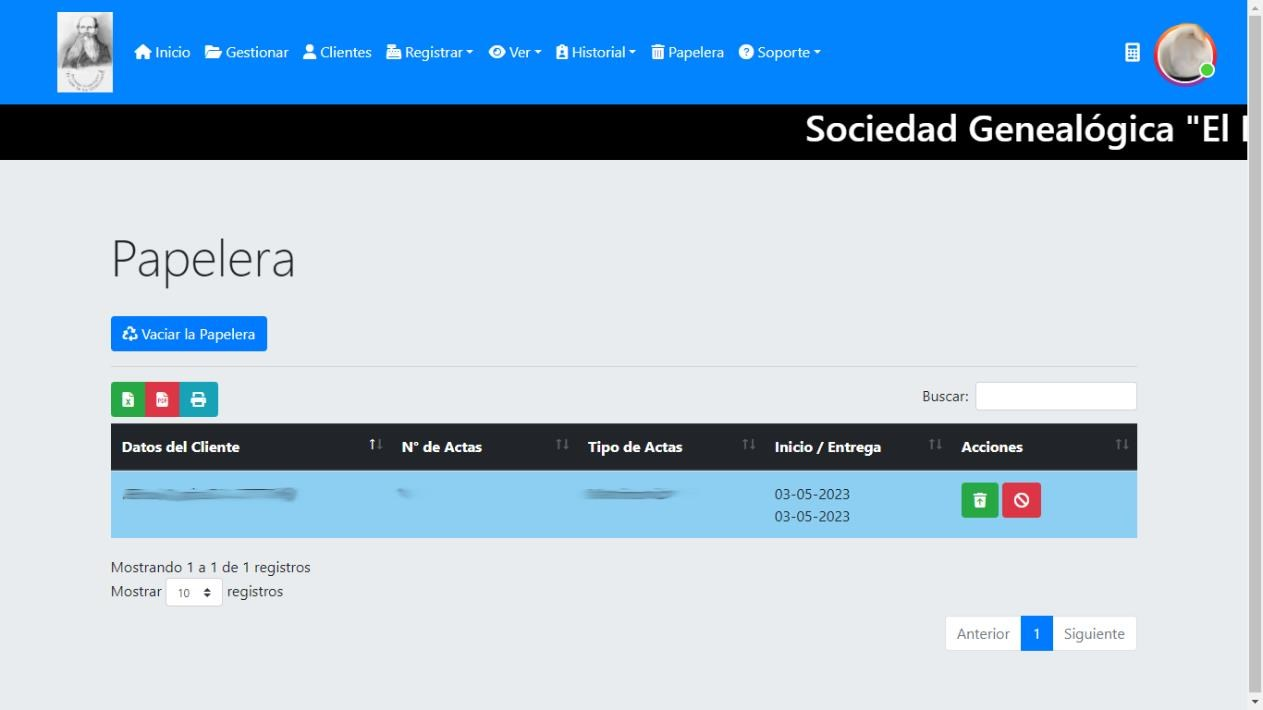 Inicio Gestionar Clientes Registrar Ver Historial Papelera Soporte
Sociedad Genealógica "El
Papelera
Vaciar la Papelera
Buscar:
Datos del Cliente N° de Actas Tipo de Actas Inicio / Entrega Acciones
03-05-2023
03-05-2023
Mostrando 1 a 1 de 1 registros
Mostrar 10 registros
Anterior 1 Siguiente